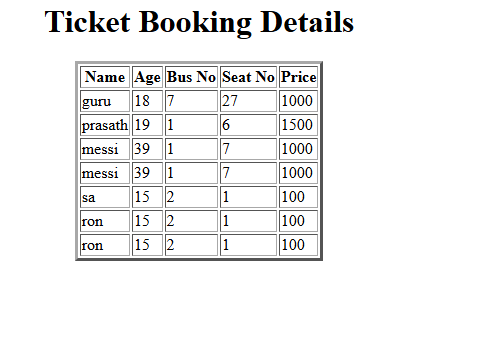 Ticket Booking Details
Name Age Bus No Seat No Price
guru 18 7 27 1000
prasath 19 1 6 1500
messi 39 1 7 1000
messi 39 1 7 1000
sa 15 2 1 100
ron 15 2 1 100
ron 15 2 1 100